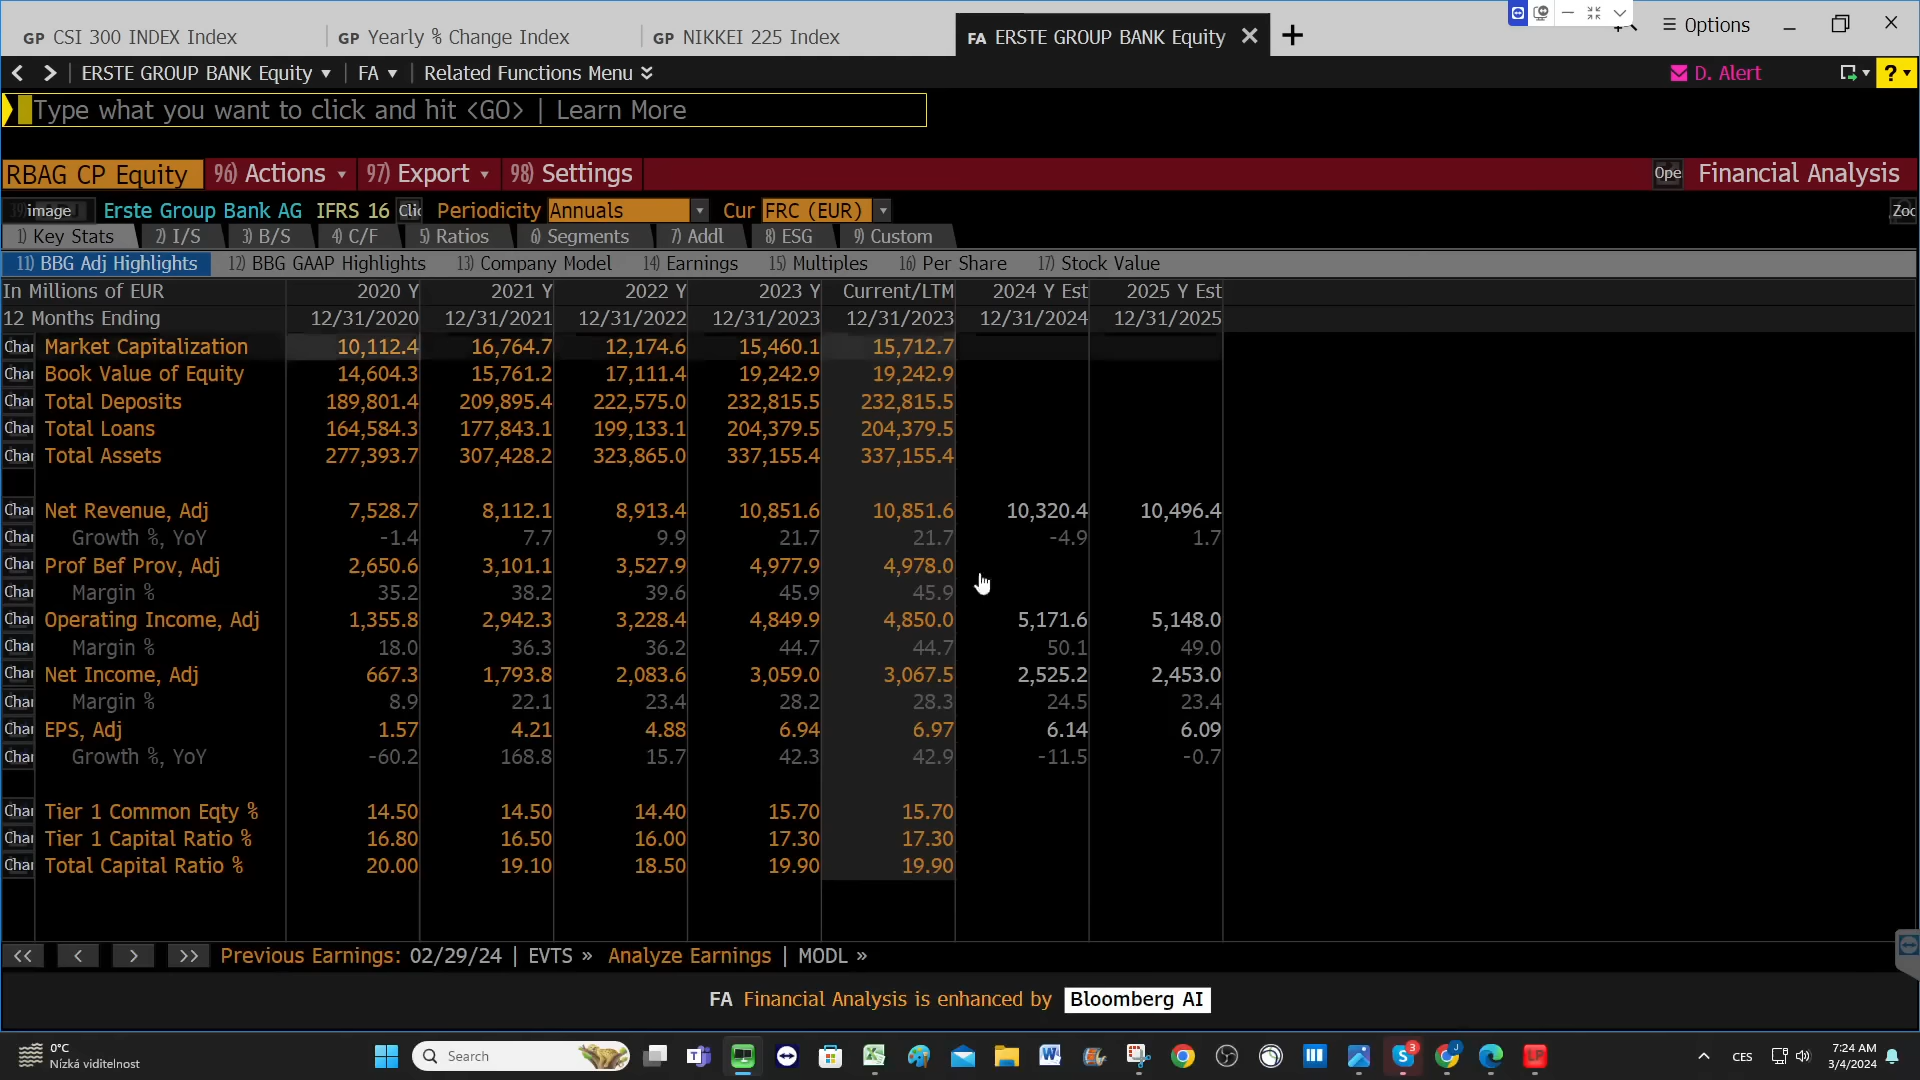 GP CSI 300 INDEX Index GP Yearly % Change Index GP NIKKEI 225 Index FA ERSTE GROUP BANK Equity Options
ERSTE GROUP BANK Equity FA Related Functions Menu D. Alert ?
Type what you want to click and hit <GO> | Learn More
RBAG CP Equity 96) Actions 97) Export 98) Settings Ope Financial Analysis
image Erste Group Bank AG IFRS 16 Clic Periodicity Annuals Cur FRC (EUR) Zoc
1) Key Stats 2) I/S 3) B/S 4) C/F 5) Ratios 6) Segments 7) Addl 8) ESG 9) Custom
11) BBG Adj Highlights 12) BBG GAAP Highlights 13) Company Model 14) Earnings 15) Multiples 16) Per Share 17) Stock Value
In Millions of EUR 2020 Y 2021 Y 2022 Y 2023 Y Current/LTM 2024 Y Est 2025 Y Est
12 Months Ending 12/31/2020 12/31/2021 12/31/2022 12/31/2023 12/31/2023 12/31/2024 12/31/2025
Char Market Capitalization 10,112.4 16,764.7 12,174.6 15,460.1 15,712.7
Char Book Value of Equity 14,604.3 15,761.2 17,111.4 19,242.9 19,242.9
Char Total Deposits 189,801.4 209,895.4 222,575.0 232,815.5 232,815.5
Char Total Loans 164,584.3 177,843.1 199,133.1 204,379.5 204,379.5
Char Total Assets 277,393.7 307,428.2 323,865.0 337,155.4 337,155.4
Char Net Revenue, Adj 7,528.7 8,112.1 8,913.4 10,851.6 10,851.6 10,320.4 10,496.4
Char Growth %, YoY -1.4 7.7 9.9 21.7 21.7 -4.9 1.7
Char Prof Bef Prov, Adj 2,650.6 3,101.1 3,527.9 4,977.9 4,978.0
Char Margin % 35.2 38.2 39.6 45.9 45.9
Char Operating Income, Adj 1,355.8 2,942.3 3,228.4 4,849.9 4,850.0 5,171.6 5,148.0
Char Margin % 18.0 36.3 36.2 44.7 44.7 50.1 49.0
Char Net Income, Adj 667.3 1,793.8 2,083.6 3,059.0 3,067.5 2,525.2 2,453.0
Char Margin % 8.9 22.1 23.4 28.2 28.3 24.5 23.4
Char EPS, Adj 1.57 4.21 4.88 6.94 6.97 6.14 6.09
Char Growth %, YoY -60.2 168.8 15.7 42.3 42.9 -11.5 -0.7
Char Tier 1 Common Eqty % 14.50 14.50 14.40 15.70 15.70
Char Tier 1 Capital Ratio % 16.80 16.50 16.00 17.30 17.30
Char Total Capital Ratio % 20.00 19.10 18.50 19.90 19.90
<< < > >> Previous Earnings: 02/29/24 | EVTS » Analyze Earnings | MODL »
FA Financial Analysis is enhanced by Bloomberg AI
0°C
Nízká viditelnost
Search
3
CES
7:24 AM
3/4/2024